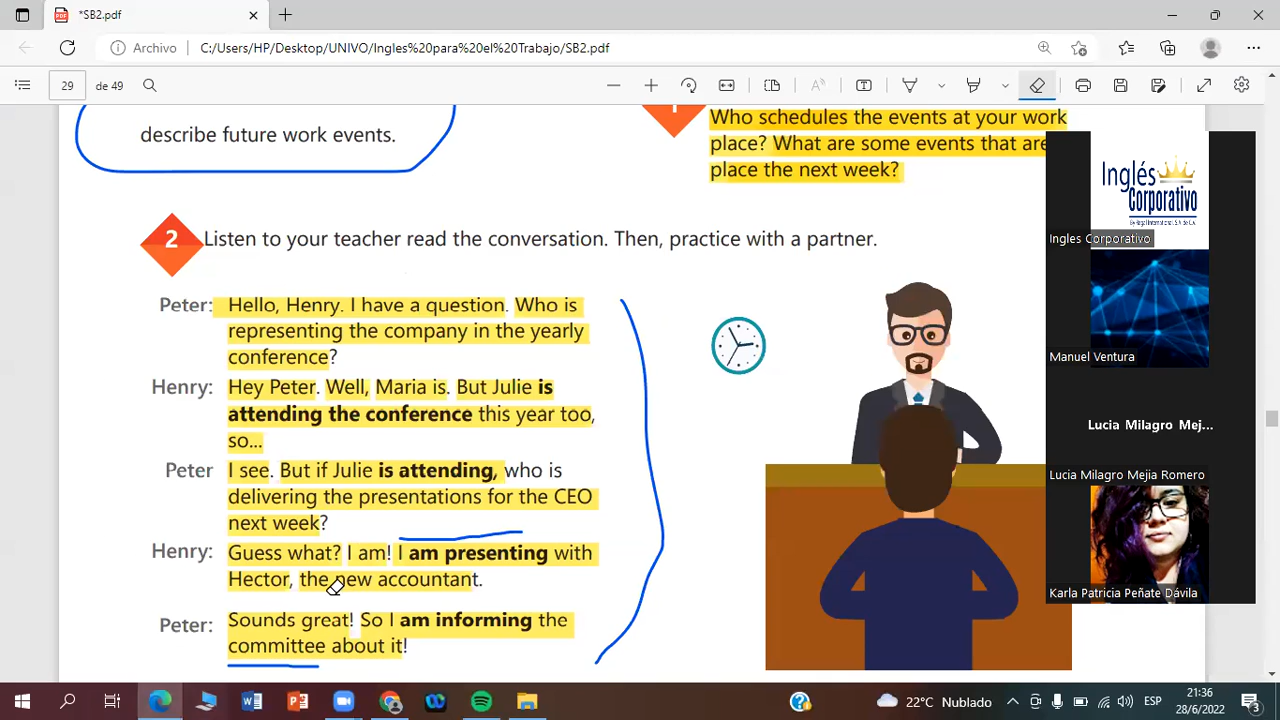 *SB2.pdf
Archivo
C:/Users/HP/Desktop/UNIVO/Ingles%20para%20el%20Trabajo/SB2.pdf
29
de 49
describe future work events.
Who schedules the events at your work
place? What are some events that are
place the next week?
Inglés
Corporativo
Ingles Corporativo
2
Listen to your teacher read the conversation. Then, practice with a partner.
Peter: Hello, Henry. I have a question. Who is
representing the company in the yearly
conference?
Henry: Hey Peter. Well, Maria is. But Julie is
attending the conference this year too,
so...
Peter I see. But if Julie is attending, who is
delivering the presentations for the CEO
next week?
Henry: Guess what? I am! I am presenting with
Hector, the new accountant.
Peter: Sounds great! So I am informing the
committee about it!
Manuel Ventura
Lucia Milagro Mej...
Lucia Milagro Mejia Romero
Karla Patricia Peñate Dávila
22°C Nublado
ESP
21:36
28/6/2022
3